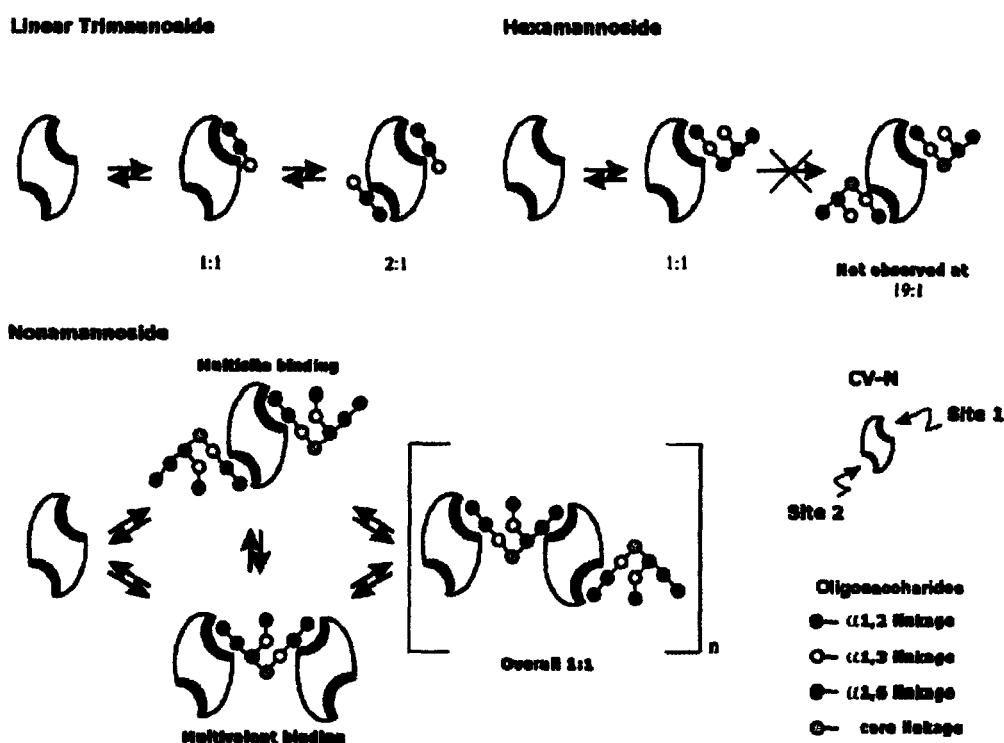 Linear Trimannoside
Hexamannoside
1:1
2:1
1:1
Not observed at
19:1
Nonamannoside
Multisite binding
CV-N
Site 1
Site 2
Oligosaccharides
α1,2 linkage
α1,3 linkage
α1,6 linkage
core linkage
n
Overall 1:1
Multivalent binding